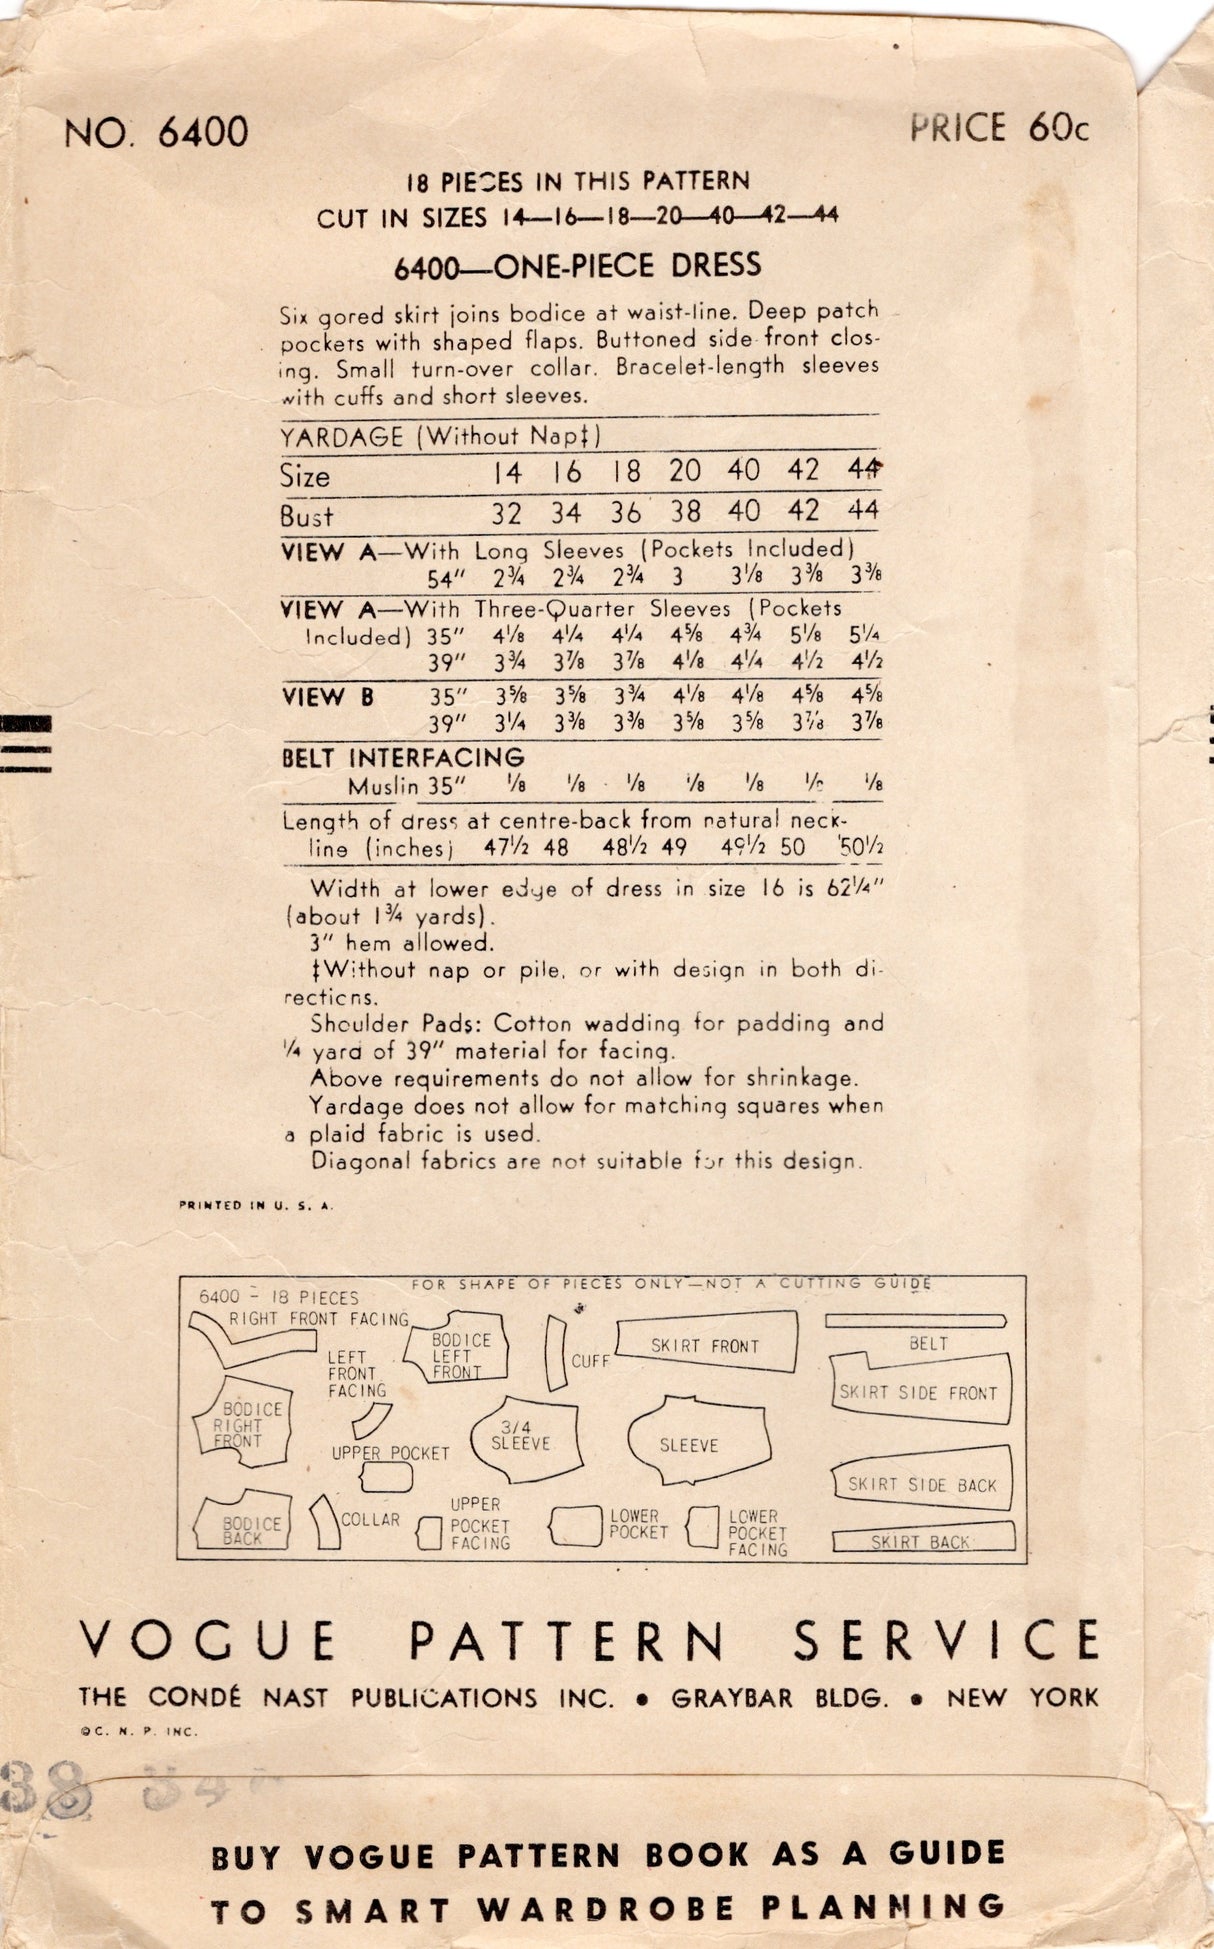 NO. 6400
PRICE 60c
18 PIECES IN THIS PATTERN
CUT IN SIZES 14—16—18—20—40—42—44
6400—ONE-PIECE DRESS
Six gored skirt joins bodice at waist-line. Deep patch
pockets with shaped flaps. Buttoned side front clos-
ing. Small turn-over collar. Bracelet-length sleeves
with cuffs and short sleeves.
YARDAGE (Without Nap‡)
Size 14 16 18 20 40 42 44
Bust 32 34 36 38 40 42 44
VIEW A—With Long Sleeves (Pockets Included)
54" 2¾ 2¾ 2¾ 3 3⅛ 3⅜ 3⅜
VIEW A—With Three-Quarter Sleeves (Pockets
Included) 35" 4⅛ 4¼ 4¼ 4⅝ 4¾ 5⅛ 5¼
39" 3¾ 3⅞ 3⅞ 4⅛ 4¼ 4½ 4½
VIEW B 35" 3⅝ 3⅝ 3¾ 4⅛ 4⅛ 4⅝ 4⅝
39" 3¼ 3⅜ 3⅜ 3⅝ 3⅝ 3⅞ 3⅞
BELT INTERFACING
Muslin 35" ⅛ ⅛ ⅛ ⅛ ⅛ ⅛ ⅛
Length of dress at centre-back from natural neck-
line (inches) 47½ 48 48½ 49 49½ 50 50½
Width at lower edge of dress in size 16 is 62¼"
(about 1¾ yards).
3" hem allowed.
‡Without nap or pile, or with design in both di-
rections.
Shoulder Pads: Cotton wadding for padding and
¼ yard of 39" material for facing.
Above requirements do not allow for shrinkage.
Yardage does not allow for matching squares when
a plaid fabric is used.
Diagonal fabrics are not suitable for this design.
PRINTED IN U. S. A.
FOR SHAPE OF PIECES ONLY—NOT A CUTTING GUIDE
6400 - 18 PIECES
RIGHT FRONT FACING
LEFT
FRONT
FACING
BODICE
LEFT
FRONT
CUFF
SKIRT FRONT
BELT
SKIRT SIDE FRONT
BODICE
RIGHT
FRONT
UPPER POCKET
3/4
SLEEVE
SLEEVE
SKIRT SIDE BACK
BODICE
BACK
COLLAR
UPPER
POCKET
FACING
LOWER
POCKET
LOWER
POCKET
FACING
SKIRT BACK
VOGUE PATTERN SERVICE
THE CONDÉ NAST PUBLICATIONS INC. • GRAYBAR BLDG. • NEW YORK
©C. N. P. INC.
38
BUY VOGUE PATTERN BOOK AS A GUIDE
TO SMART WARDROBE PLANNING